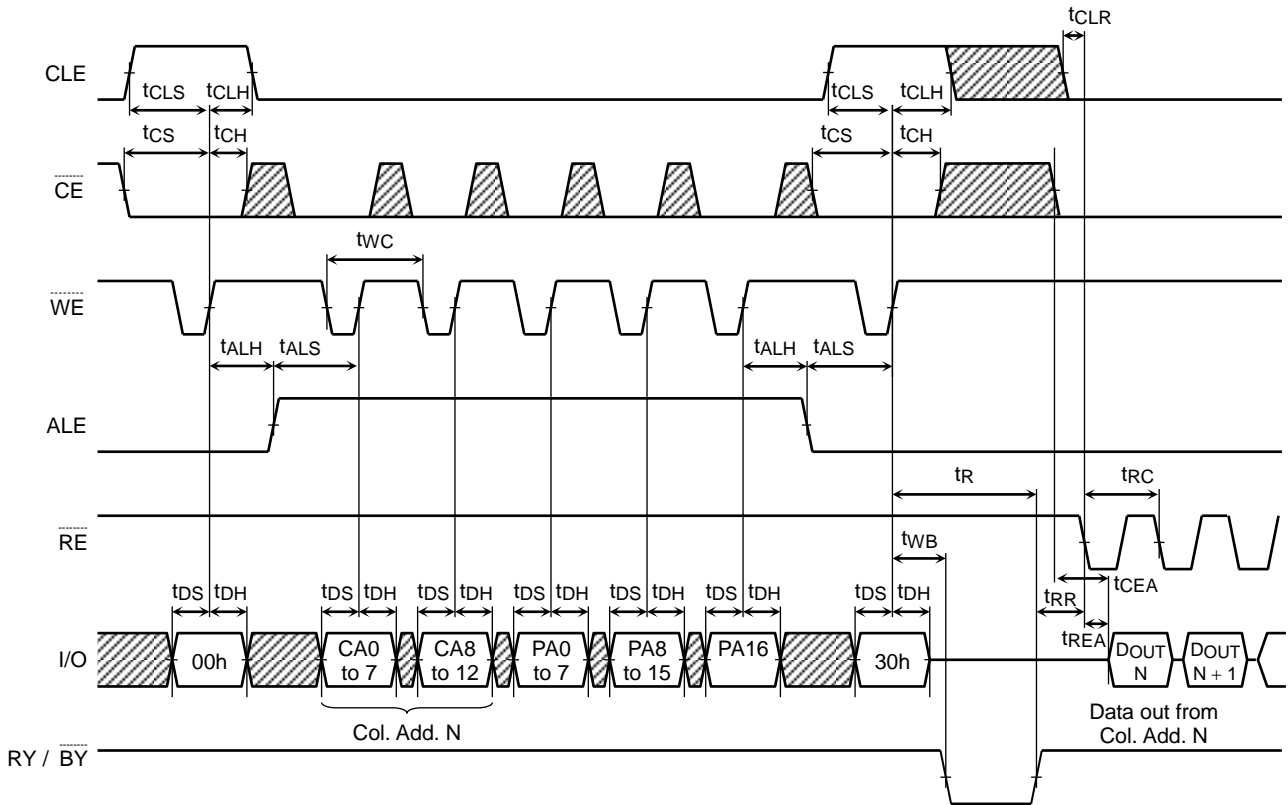 tCLR
CLE
tCLS tCLH tCLS tCLH
tCS tCH tCS tCH
CE
tWC
WE
tALH tALS tALH tALS
ALE
tR tRC
RE
tWB
tDS tDH tDS tDH tDS tDH tDS tDH tDS tDH tDS tDH tDS tDH tCEA
tRR
tREA
I/O 00h CA0 to 7 CA8 to 12 PA0 to 7 PA8 to 15 PA16 30h DOUT N DOUT N + 1
Col. Add. N
Data out from
Col. Add. N
RY / BY